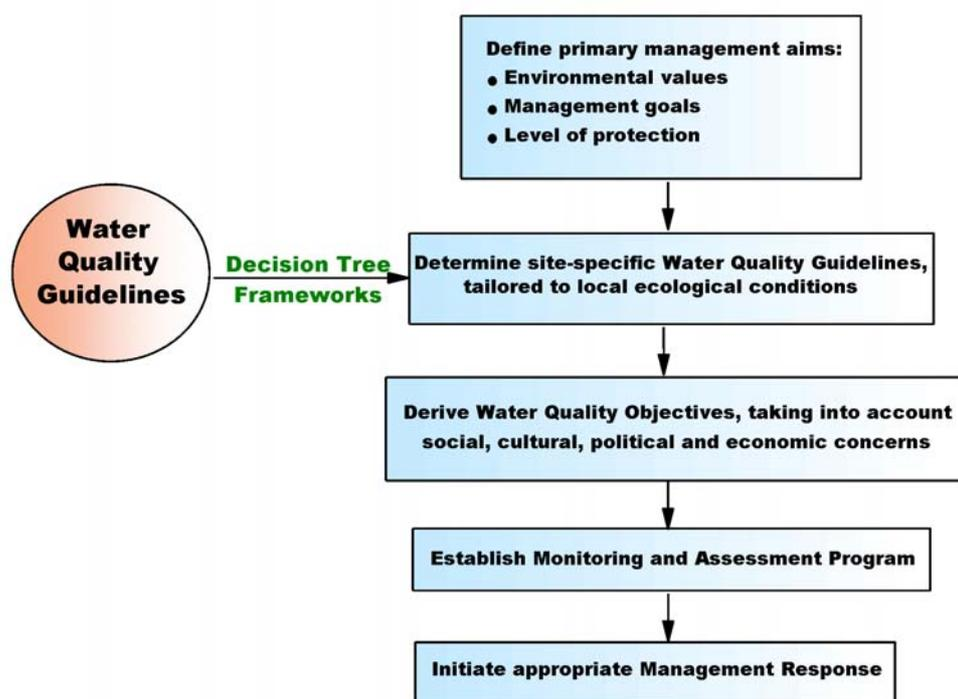 Define primary management aims:
• Environmental values
• Management goals
• Level of protection
Water
Quality
Guidelines
Decision Tree
Frameworks
Determine site-specific Water Quality Guidelines,
tailored to local ecological conditions
Derive Water Quality Objectives, taking into account
social, cultural, political and economic concerns
Establish Monitoring and Assessment Program
Initiate appropriate Management Response